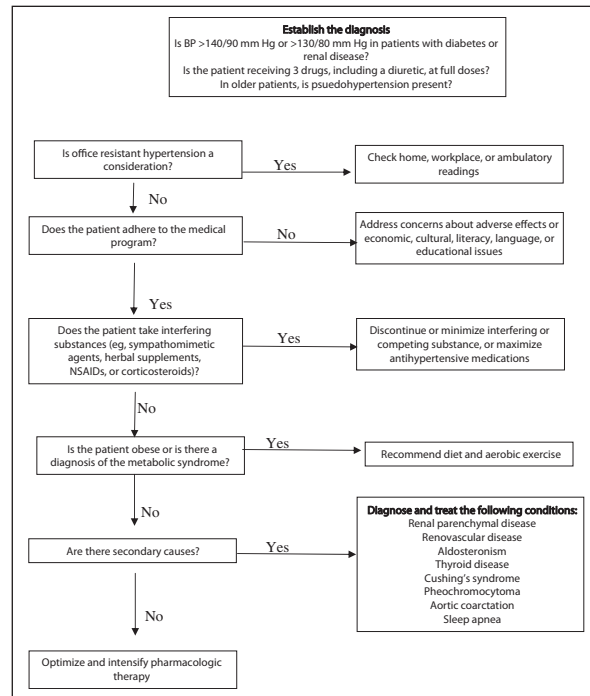 Establish the diagnosis
Is BP >140/90 mm Hg or >130/80 mm Hg in patients with diabetes or
renal disease?
Is the patient receiving 3 drugs, including a diuretic, at full doses?
In older patients, is psuedohypertension present?
Is office resistant hypertension a
consideration?
Yes
Check home, workplace, or ambulatory
readings
No
Does the patient adhere to the medical
program?
No
Address concerns about adverse effects or
economic, cultural, literacy, language, or
educational issues
Yes
Does the patient take interfering
substances (eg, sympathomimetic
agents, herbal supplements,
NSAIDs, or corticosteroids)?
Yes
Discontinue or minimize interfering or
competing substance, or maximize
antihypertensive medications
No
Is the patient obese or is there a
diagnosis of the metabolic syndrome?
Yes
Recommend diet and aerobic exercise
No
Are there secondary causes?
Yes
Diagnose and treat the following conditions:
Renal parenchymal disease
Renovascular disease
Aldosteronism
Thyroid disease
Cushing's syndrome
Pheochromocytoma
Aortic coarctation
Sleep apnea
No
Optimize and intensify pharmacologic
therapy